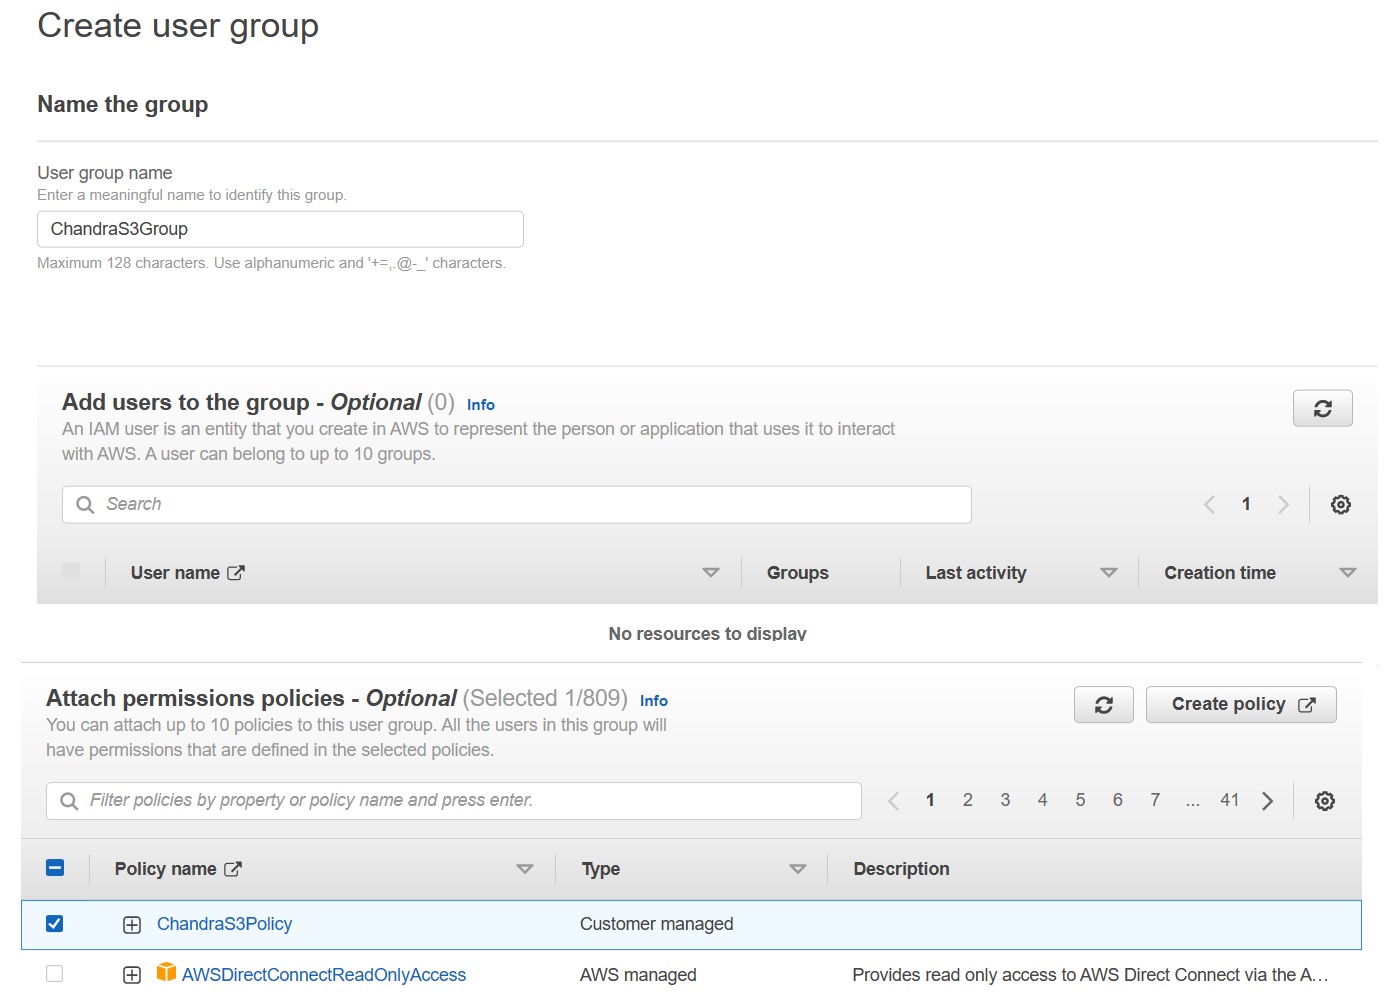 Create user group
Name the group
User group name
Enter a meaningful name to identify this group.
ChandraS3Group
Maximum 128 characters. Use alphanumeric and '+=,.@-_' characters.
Add users to the group - Optional (0) Info
An IAM user is an entity that you create in AWS to represent the person or application that uses it to interact
with AWS. A user can belong to up to 10 groups.
Search
1
User name Groups Last activity Creation time
No resources to display
Attach permissions policies - Optional (Selected 1/809) Info
You can attach up to 10 policies to this user group. All the users in this group will
have permissions that are defined in the selected policies.
Create policy
Filter policies by property or policy name and press enter.
1 2 3 4 5 6 7 ... 41
Policy name Type Description
ChandraS3Policy Customer managed
AWSDirectConnectReadOnlyAccess AWS managed Provides read only access to AWS Direct Connect via the A...